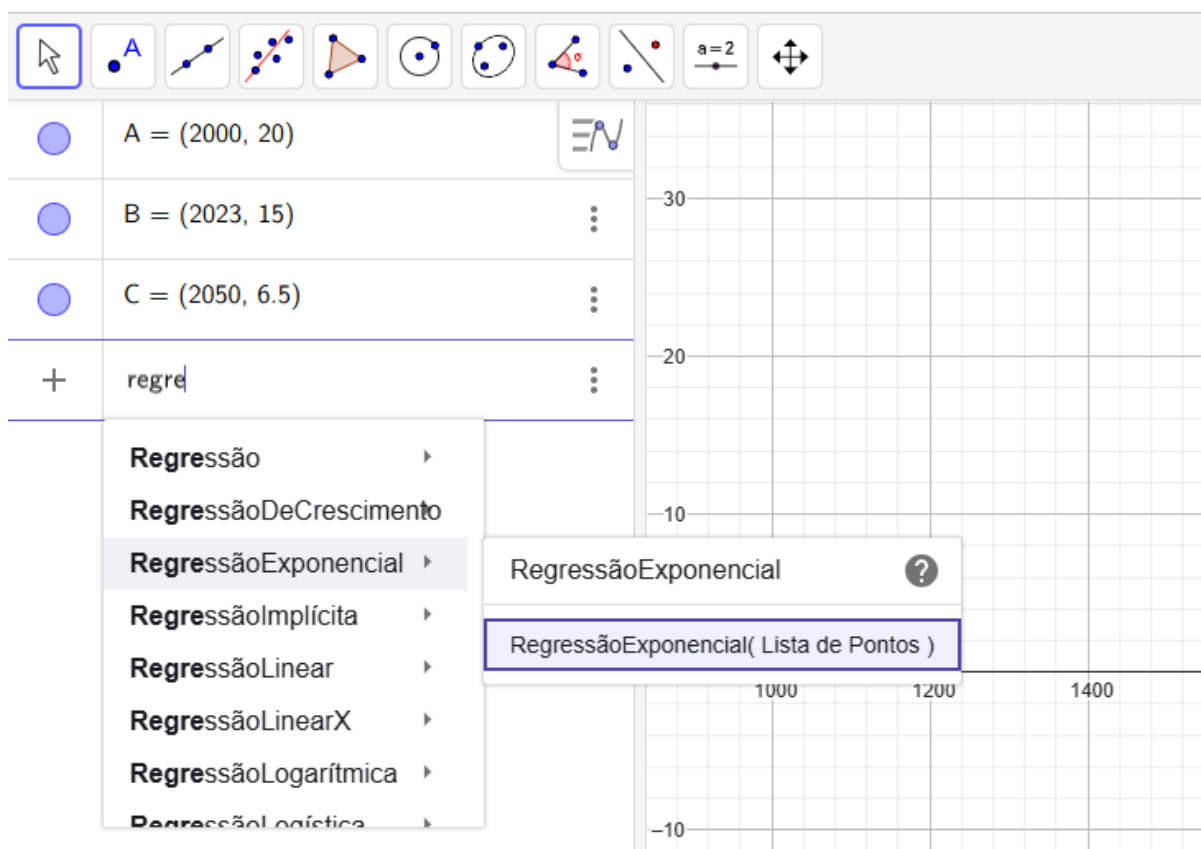 A
α
a=2
A = (2000, 20)
B = (2023, 15)
C = (2050, 6.5)
+ regre
Regressão
RegressãoDeCrescimento
RegressãoExponencial
RegressãoImplícita
RegressãoLinear
RegressãoLinearX
RegressãoLogarítmica
RegressãoLogística
RegressãoExponencial ?
RegressãoExponencial( Lista de Pontos )
30
20
10
1000 1200 1400
−10